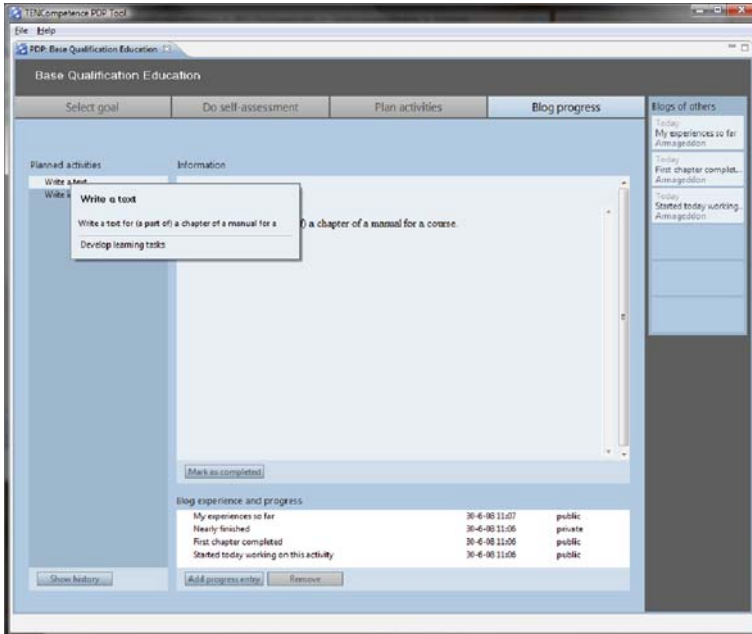 TENCompetence PDP Tool
File Help
PDP: Base Qualification Education
Base Qualification Education
Select goal
Do self-assessment
Plan activities
Blog progress
Planned activities
Write a text
Write
Information
Write a text
Write a text for (a part of) a chapter of a manual for a
Develop learning tasks
) a chapter of a manual for a course.
Mark as completed
Blog experience and progress
My experiences so far 30-6-08 11:07 public
Nearly finished 30-6-08 11:06 private
First chapter completed 30-6-08 11:06 public
Started today working on this activity 30-6-08 11:06 public
Show history...
Add progress entry
Remove
Blogs of others
Today
My experiences so far
Armageddon
Today
First chapter complet...
Armageddon
Today
Started today working...
Armageddon